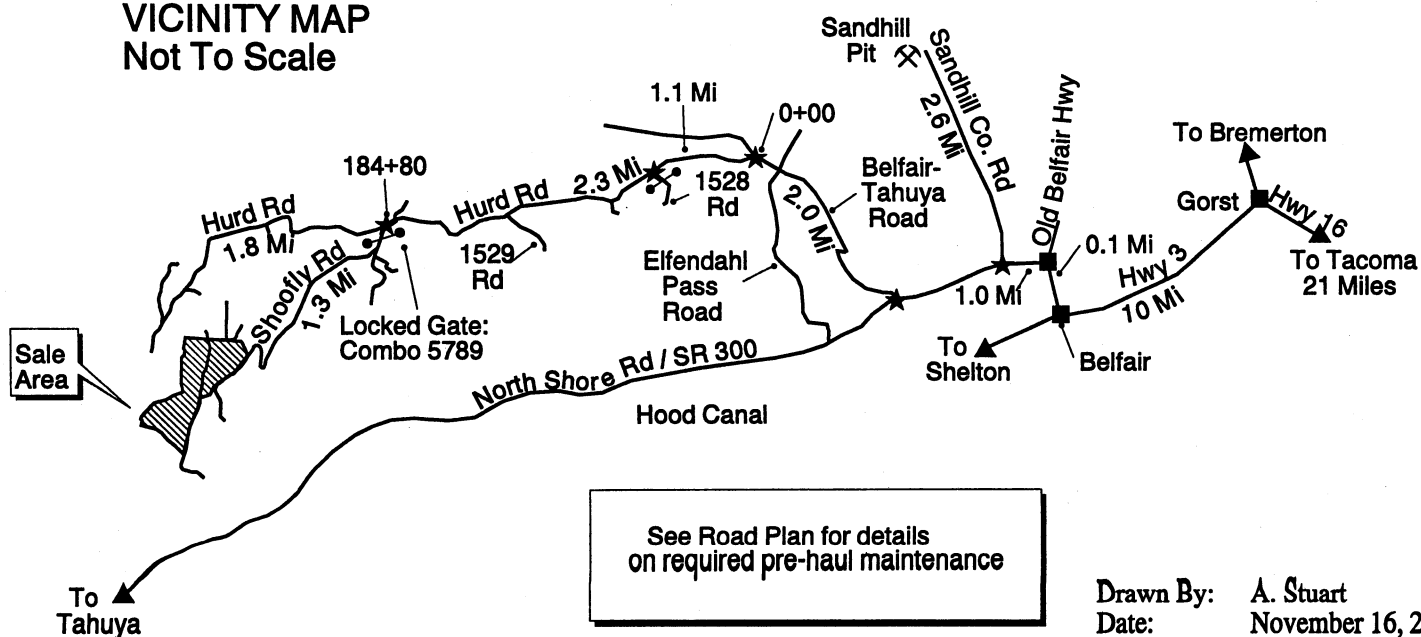 VICINITY MAP
Not To Scale
Sandhill
Pit
Sandhill Co. Rd
2.6 Mi
Old Belfair Hwy
1.1 Mi
0+00
To Bremerton
184+80
2.3 Mi
1528
Rd
Belfair-
Tahuya
Road
2.0 Mi
Gorst
Hwy 16
Hurd Rd
1.8 Mi
Hurd Rd
1529
Rd
Elfendahl
Pass
Road
0.1 Mi
Hwy 3
10 Mi
To Tacoma
21 Miles
Shoofly Rd
1.3 Mi
1.0 Mi
Locked Gate:
Combo 5789
Sale
Area
To
Shelton
Belfair
North Shore Rd / SR 300
Hood Canal
See Road Plan for details
on required pre-haul maintenance
To
Tahuya
Drawn By: A. Stuart
Date: November 16, 2